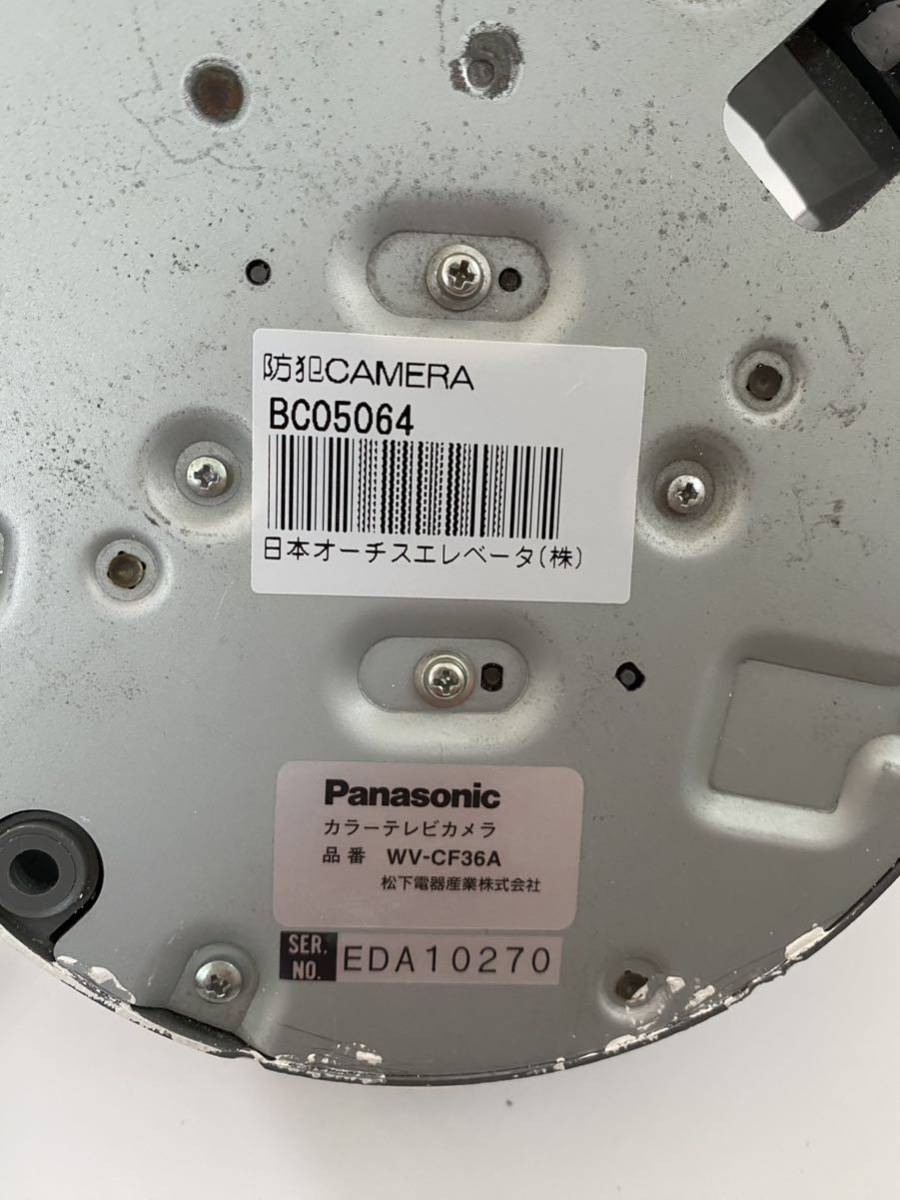 防犯CAMERA
BC05064
日本オーチスエレベータ(株)
Panasonic
カラーテレビカメラ
品番 WV-CF36A
松下電器産業株式会社
SER. NO. EDA10270